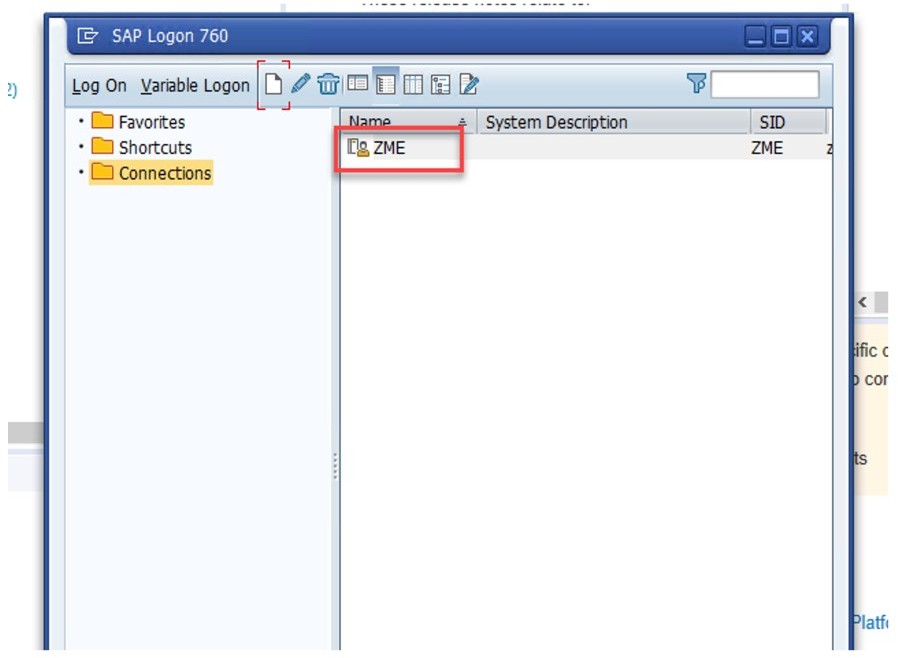 2)
SAP Logon 760
Log On Variable Logon
Favorites
Shortcuts
Connections
Name System Description SID
ZME ZME z
ific c
o cor
ts
Platf